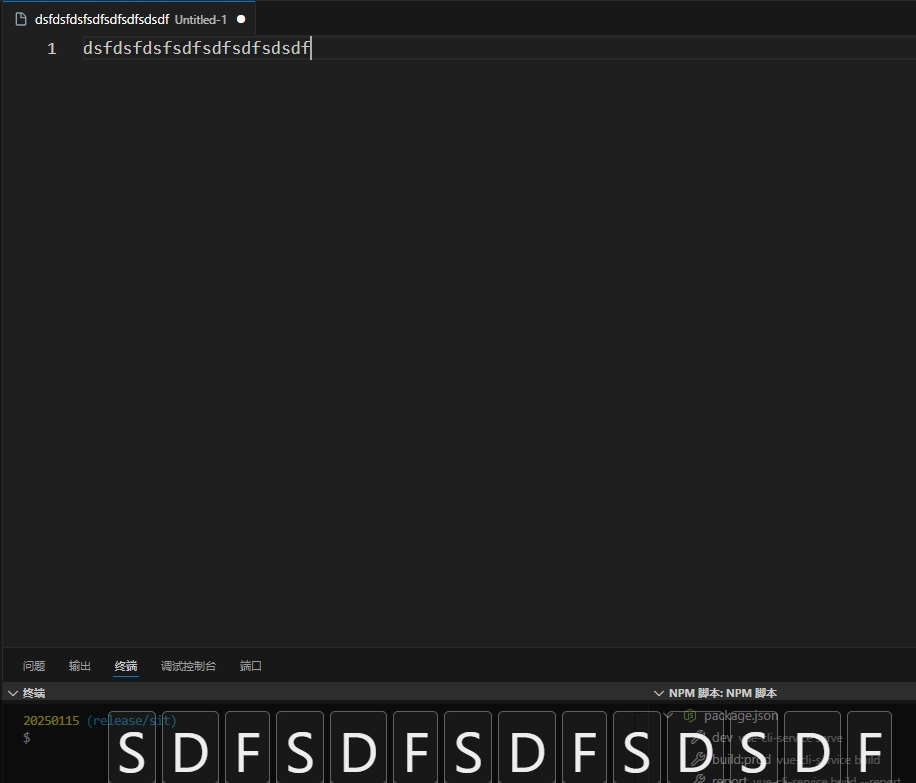 dsfdsfdsfsdfsdfsdfsdsdf Untitled-1
1 dsfdsfdsfsdfsdfsdfsdsdf
问题 输出 终端 调试控制台 端口
终端
20250115 (release/sit)
$
NPM 脚本: NPM 脚本
package.json
dev vue-cli-service serve
build:prod vue-cli-service build
report vue-cli-service build --report
S D F S D F S D F S D S D F